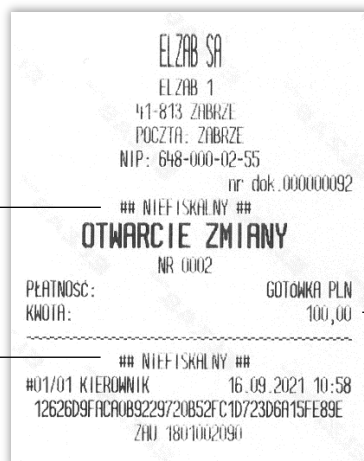 ELZAB SA
ELZAB 1
41-813 ZABRZE
POCZTA: ZABRZE
NIP: 648-000-02-55
nr dok.000000092
## NIEFISKALNY ##
OTWARCIE ZMIANY
NR 0002
PŁATNOŚĆ: GOTÓWKA PLN
KWOTA: 100,00
## NIEFISKALNY ##
#01/01 KIEROWNIK 16.09.2021 10:58
12626D9FACA0B9229720B52FC1D723D6A15FE89E
ZAU 1801002090